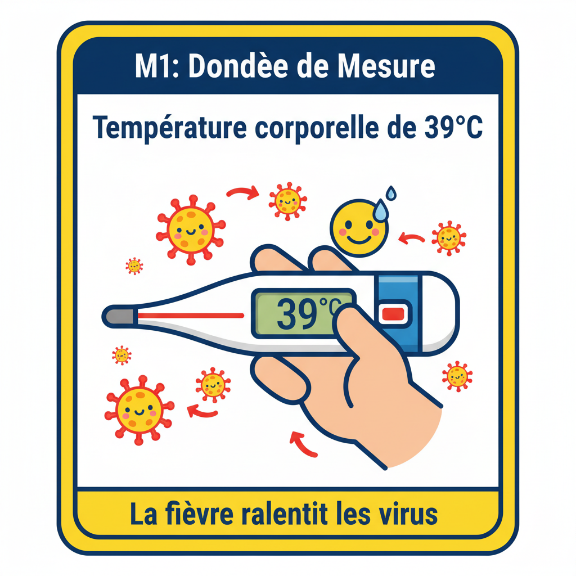 M1: Dondèe de Mesure
Température corporelle de 39°C
39°C
La fièvre ralentit les virus